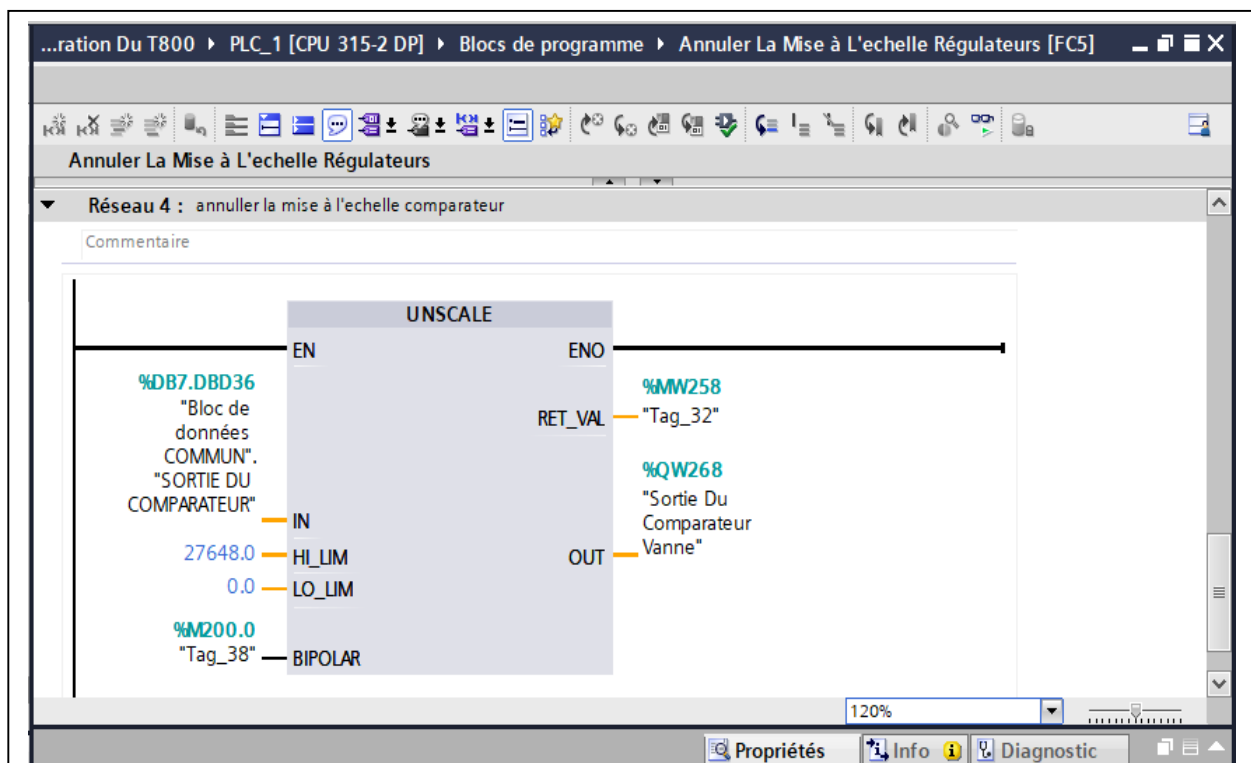 ...ration Du T800 ▸ PLC_1 [CPU 315-2 DP] ▸ Blocs de programme ▸ Annuler La Mise à L'echelle Régulateurs [FC5]
Annuler La Mise à L'echelle Régulateurs
Réseau 4 : annuller la mise à l'echelle comparateur
Commentaire
UNSCALE
EN
ENO
%DB7.DBD36
"Bloc de
données
COMMUN".
"SORTIE DU
COMPARATEUR"
IN
%MW258
RET_VAL
"Tag_32"
%QW268
"Sortie Du
Comparateur
Vanne"
OUT
27648.0
HI_LIM
0.0
LO_LIM
%M200.0
"Tag_38"
BIPOLAR
120%
Propriétés
Info
Diagnostic